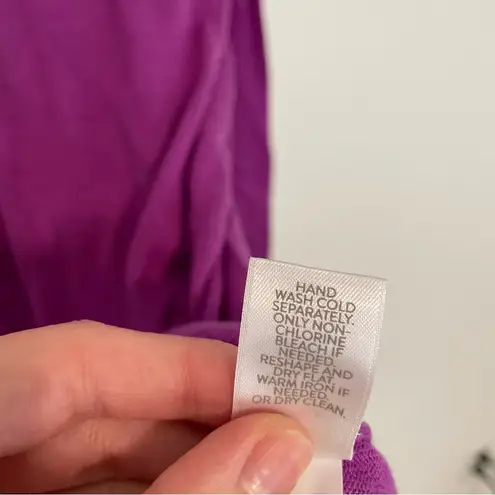 HAND
WASH COLD
SEPARATELY.
ONLY NON-
CHLORINE
BLEACH IF
NEEDED.
RESHAPE AND
DRY FLAT.
WARM IRON IF
NEEDED.
OR DRY CLEAN.